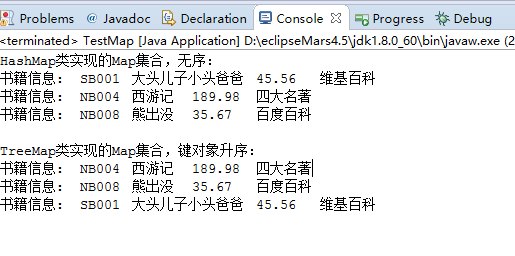 Problems @ Javadoc Declaration Console Progress Debug
<terminated> TestMap [Java Application] D:\eclipseMars4.5\jdk1.8.0_60\bin\javaw.exe (2
HashMap类实现的Map集合，无序：
书籍信息： SB001 大头儿子小头爸爸 45.56 维基百科
书籍信息： NB004 西游记 189.98 四大名著
书籍信息： NB008 熊出没 35.67 百度百科
TreeMap类实现的Map集合，键对象升序：
书籍信息： NB004 西游记 189.98 四大名著
书籍信息： NB008 熊出没 35.67 百度百科
书籍信息： SB001 大头儿子小头爸爸 45.56 维基百科